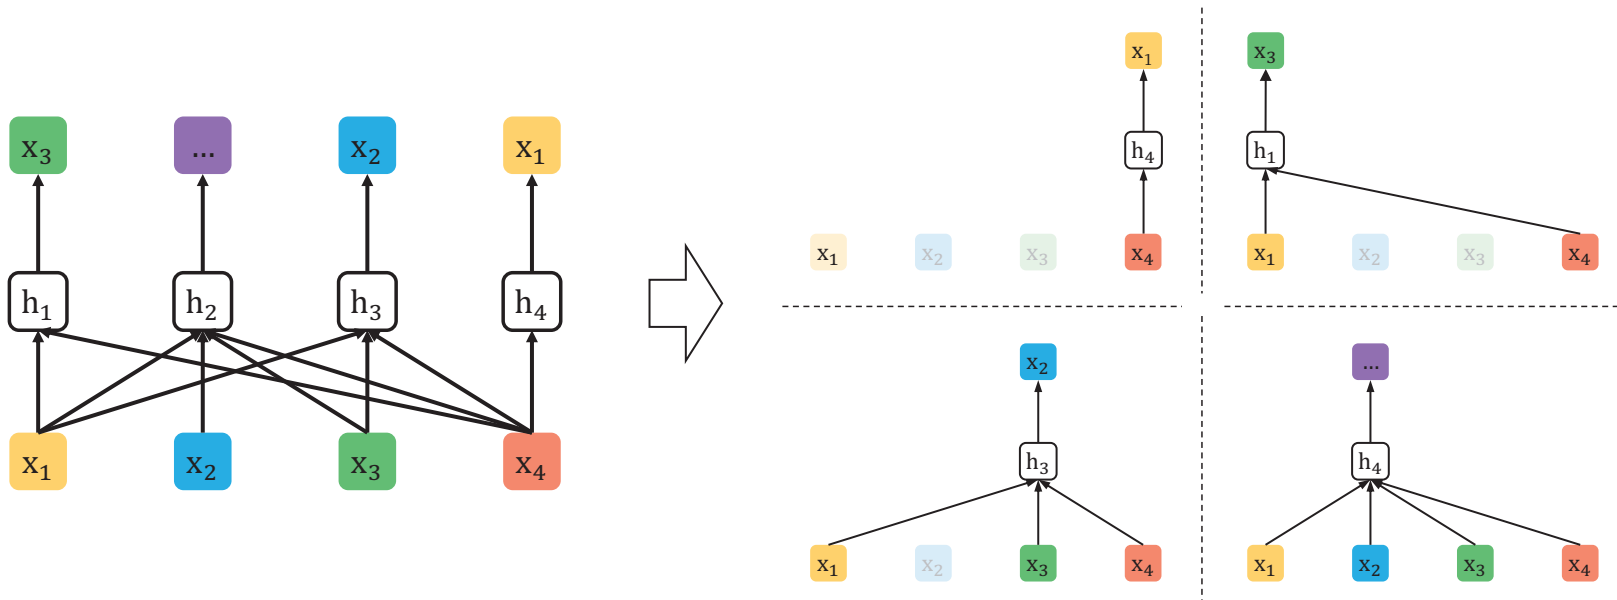 x₃ ... x₂ x₁
h₁ h₂ h₃ h₄
x₁ x₂ x₃ x₄
x₁
h₄
x₁ x₂ x₃ x₄
x₃
h₁
x₁ x₂ x₃ x₄
x₂
h₃
x₁ x₂ x₃ x₄
...
h₄
x₁ x₂ x₃ x₄